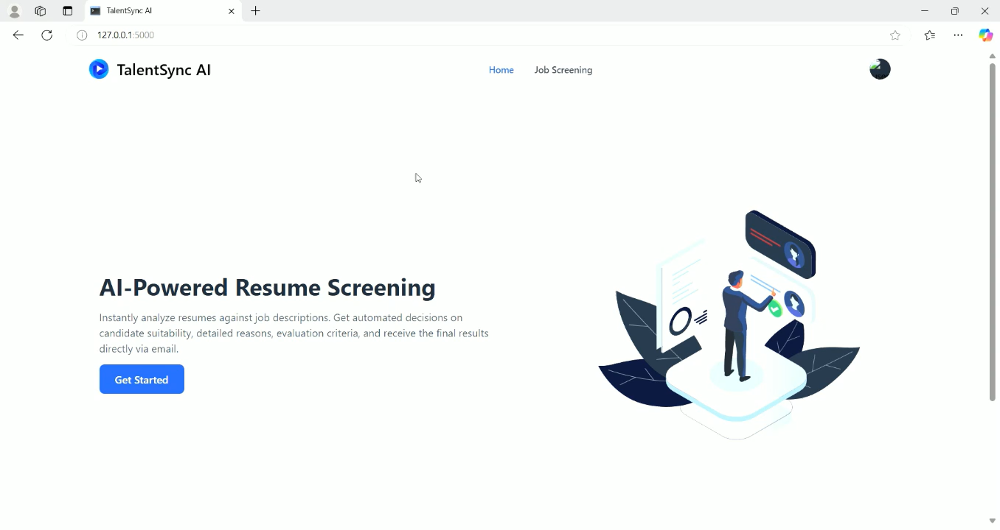 TalentSync AI
127.0.0.1:5000
TalentSync AI
Home
Job Screening
AI-Powered Resume Screening
Instantly analyze resumes against job descriptions. Get automated decisions on
candidate suitability, detailed reasons, evaluation criteria, and receive the final results
directly via email.
Get Started